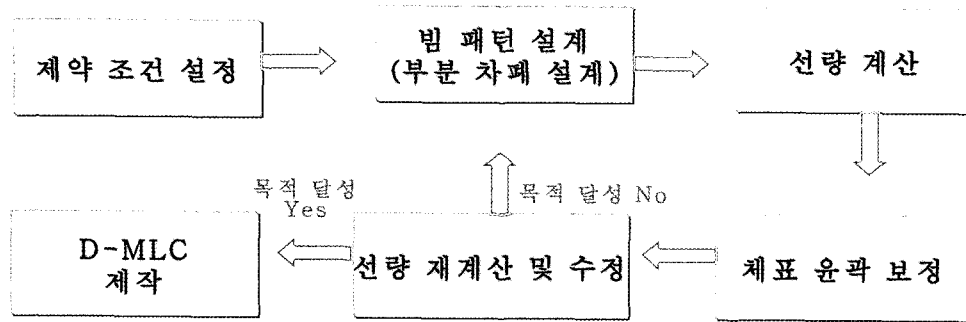 제약 조건 설정
빔 패턴 설계
(부분 차폐 설계)
선량 계산
목적 달성
Yes
목적 달성 No
D-MLC
제작
선량 재계산 및 수정
체표 윤곽 보정